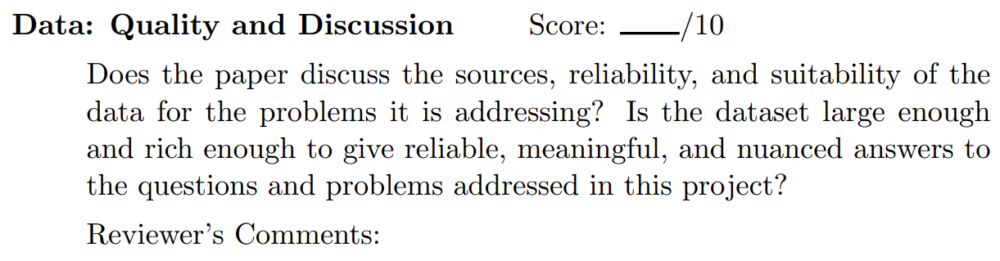 Data: Quality and Discussion Score: ___/10
Does the paper discuss the sources, reliability, and suitability of the
data for the problems it is addressing? Is the dataset large enough
and rich enough to give reliable, meaningful, and nuanced answers to
the questions and problems addressed in this project?
Reviewer’s Comments: